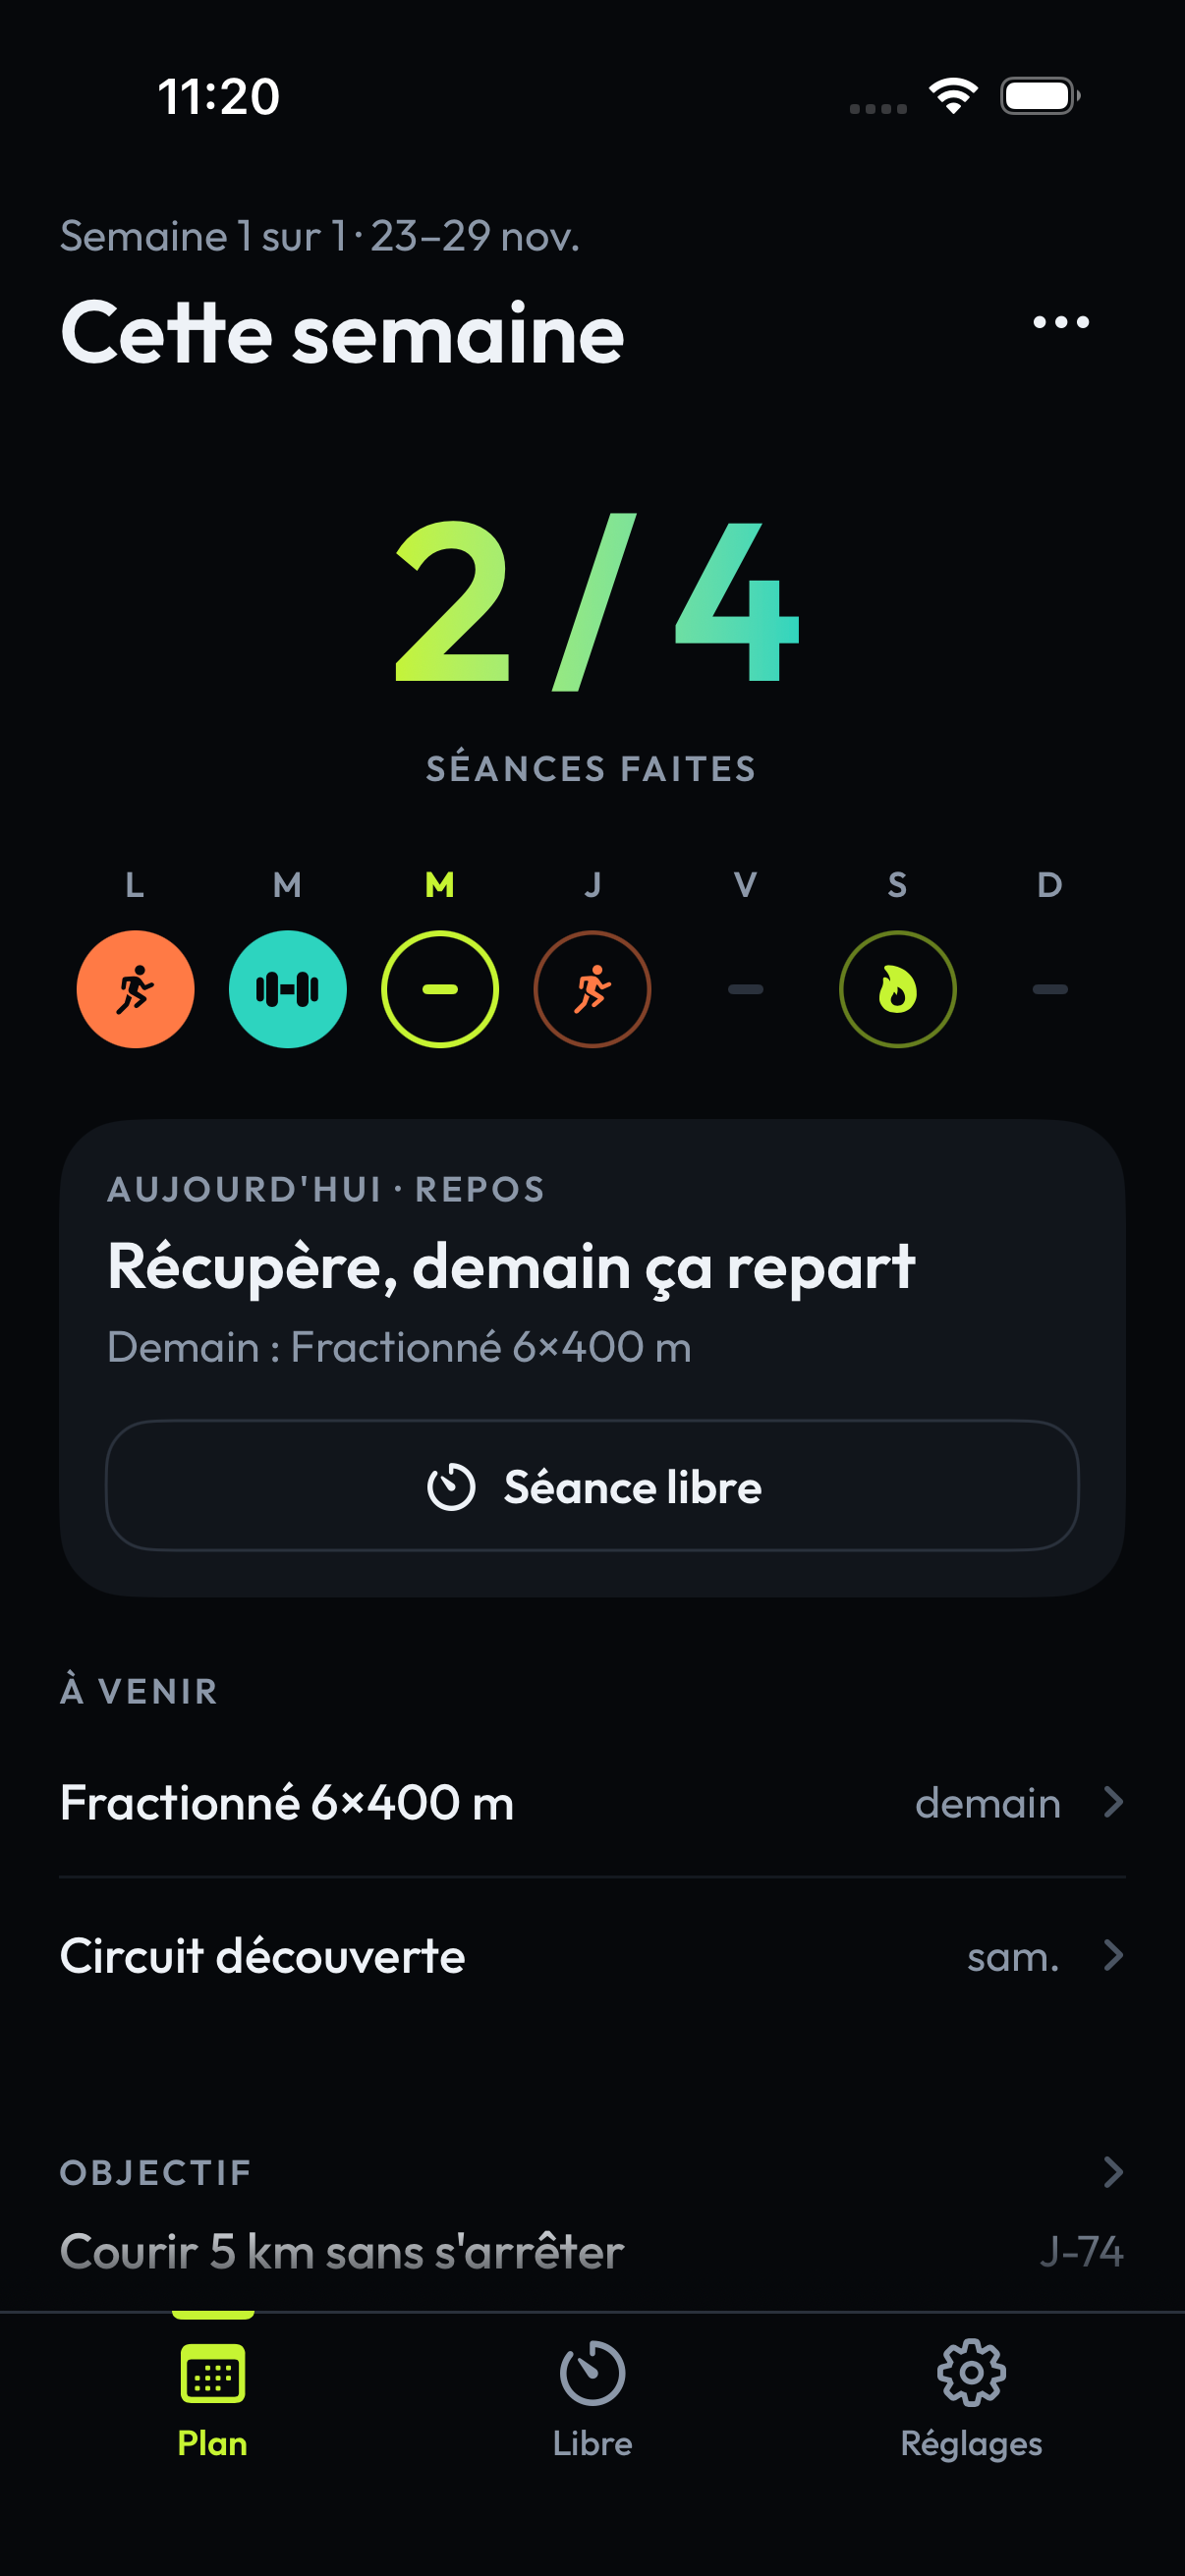 11:20
Semaine 1 sur 1 · 23–29 nov.
Cette semaine
2 / 4
SÉANCES FAITES
L M M J V S D
AUJOURD'HUI · REPOS
Récupère, demain ça repart
Demain : Fractionné 6×400 m
Séance libre
À VENIR
Fractionné 6×400 m demain
Circuit découverte sam.
OBJECTIF
Courir 5 km sans s'arrêter J-74
Plan Libre Réglages